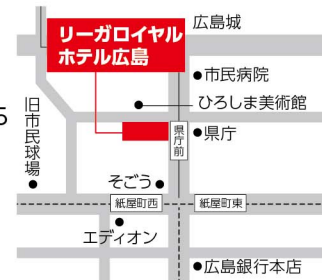 広島城
リーガロイヤル
ホテル広島
市民病院
ひろしま美術館
旧市民球場
県庁前
県庁
そごう
紙屋町西
紙屋町東
エディオン
広島銀行本店